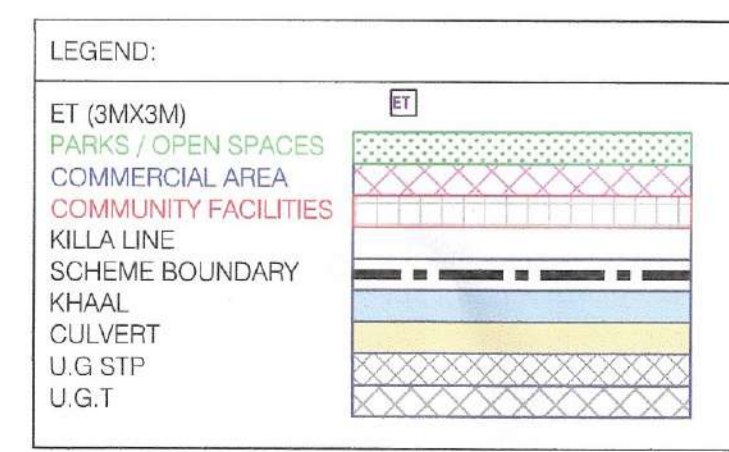 LEGEND:
ET (3MX3M) ET
PARKS / OPEN SPACES
COMMERCIAL AREA
COMMUNITY FACILITIES
KILLA LINE
SCHEME BOUNDARY
KHAAL
CULVERT
U.G STP
U.G.T